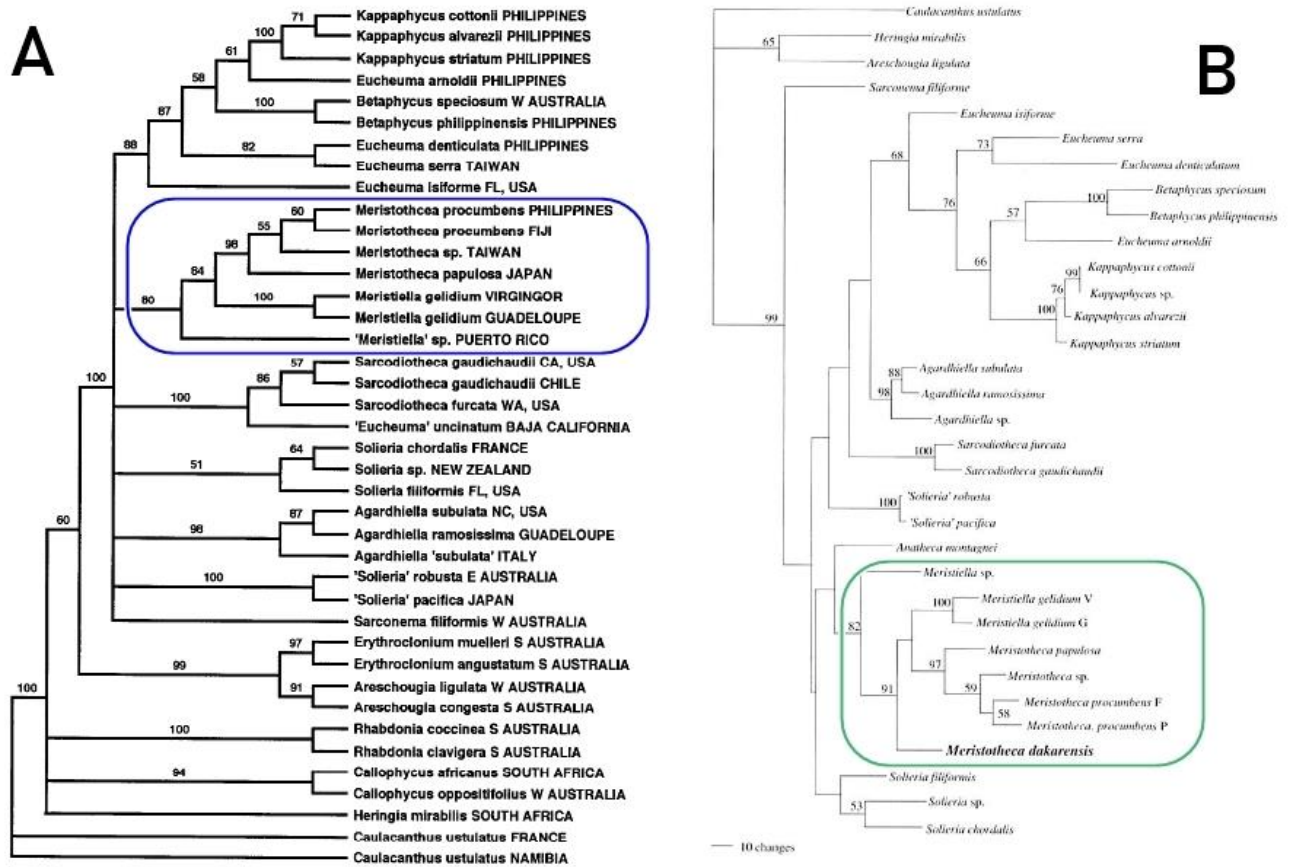 A
71
Kappaphycus cottonii PHILIPPINES
100
Kappaphycus alvarezii PHILIPPINES
61
Kappaphycus striatum PHILIPPINES
58
Eucheuma arnoldii PHILIPPINES
87
100
Betaphycus speciosum W AUSTRALIA
Betaphycus philippinensis PHILIPPINES
88
82
Eucheuma denticulata PHILIPPINES
Eucheuma serra TAIWAN
Eucheuma isiforme FL, USA
60
Meristothcea procumbens PHILIPPINES
55
Meristotheca procumbens FIJI
98
Meristotheca sp. TAIWAN
84
Meristotheca papulosa JAPAN
80
100
Meristiella gelidium VIRGINGOR
Meristiella gelidium GUADELOUPE
'Meristiella' sp. PUERTO RICO
57
Sarcodiotheca gaudichaudii CA, USA
86
Sarcodiotheca gaudichaudii CHILE
100
100
Sarcodiotheca furcata WA, USA
'Eucheuma' uncinatum BAJA CALIFORNIA
64
Solieria chordalis FRANCE
51
Solieria sp. NEW ZEALAND
Solieria filiformis FL, USA
87
Agardhiella subulata NC, USA
60
98
Agardhiella ramosissima GUADELOUPE
Agardhiella 'subulata' ITALY
100
'Solieria' robusta E AUSTRALIA
'Solieria' pacifica JAPAN
Sarconema filiformis W AUSTRALIA
97
Erythroclonium muelleri S AUSTRALIA
99
Erythroclonium angustatum S AUSTRALIA
100
91
Areschougia ligulata W AUSTRALIA
Areschougia congesta S AUSTRALIA
100
Rhabdonia coccinea S AUSTRALIA
Rhabdonia clavigera S AUSTRALIA
94
Callophycus africanus SOUTH AFRICA
Callophycus oppositifolius W AUSTRALIA
Heringia mirabilis SOUTH AFRICA
Caulacanthus ustulatus FRANCE
Caulacanthus ustulatus NAMIBIA
B
Caulacanthus ustulatus
65
Heringia mirabilis
Areschougia ligulata
99
Sarconema filiforme
Eucheuma isiforme
68
73
Eucheuma serra
Eucheuma denticulatum
76
100
Betaphycus speciosum
57
Betaphycus philippinensis
Eucheuma arnoldii
66
99
Kappaphycus cottonii
76
Kappaphycus sp.
100
Kappaphycus alvarezii
Kappaphycus striatum
88
Agardhiella subulata
98
Agardhiella ramosissima
Agardhiella sp.
100
Sarcodiotheca furcata
Sarcodiotheca gaudichaudii
100
'Solieria' robusta
'Solieria' pacifica
Anatheca montagnei
82
Meristiella sp.
100
Meristiella gelidium V
Meristiella gelidium G
97
Meristotheca papulosa
91
59
Meristotheca sp.
58
Meristotheca procumbens F
Meristotheca, procumbens P
Meristotheca dakarensis
Solieria filiformis
53
Solieria sp.
Solieria chordalis
10 changes